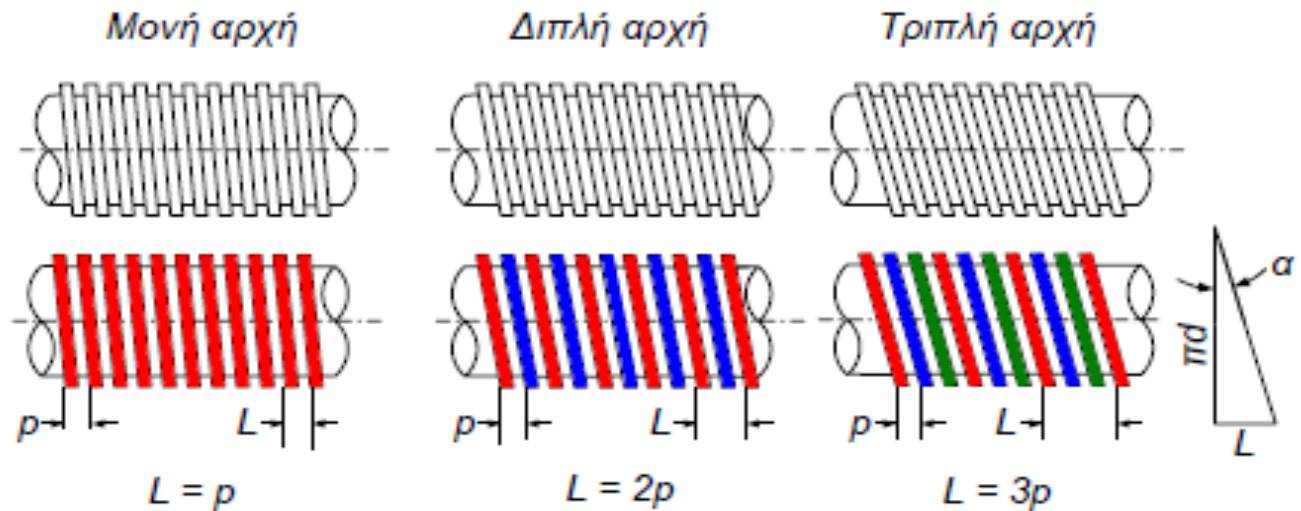 Μονή αρχή
Διπλή αρχή
Τριπλή αρχή
p
L
p
L
p
L
πd
α
L
L = p
L = 2p
L = 3p